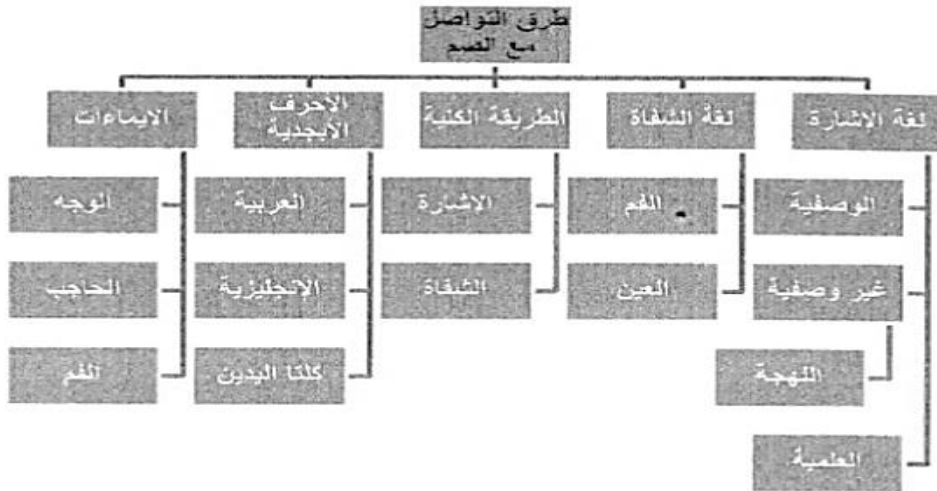 طرق التواصل
مع الصم
لغة الاشارة
لغة الشفاة
الطريقة الكلية
الأحرف
الأبجدية
الايماءات
الوصفية
الفم
الاشارة
العربية
الوجه
غير وصفية
العين
الشفاة
الإنجليزية
الحاجب
اللهجة
كلتا اليدين
الفم
العلمية